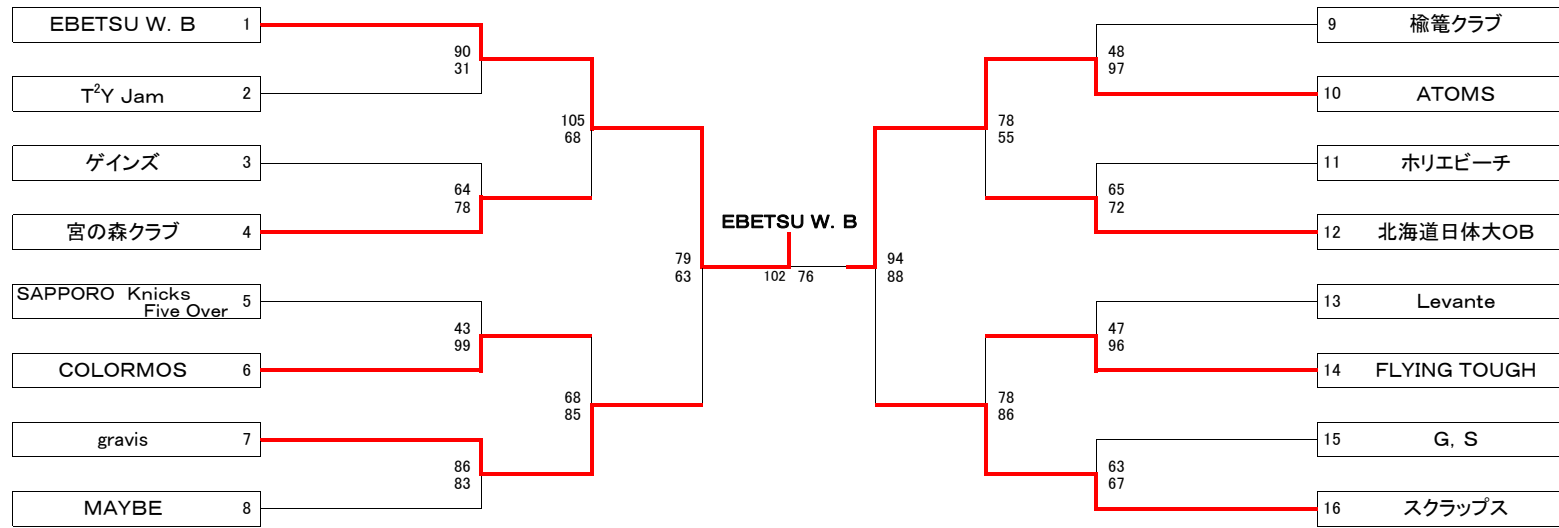 EBETSU W. B 1
90
31
T²Y Jam 2
105
68
ゲインズ 3
64
78
宮の森クラブ 4
79
63
SAPPORO Knicks
Five Over 5
43
99
COLORMOS 6
68
85
gravis 7
86
83
MAYBE 8
EBETSU W. B
102 76
9 楡篭クラブ
48
97
10 ATOMS
78
55
11 ホリエビーチ
65
72
12 北海道日体大OB
94
88
13 Levante
47
96
14 FLYING TOUGH
78
86
15 G, S
63
67
16 スクラップス